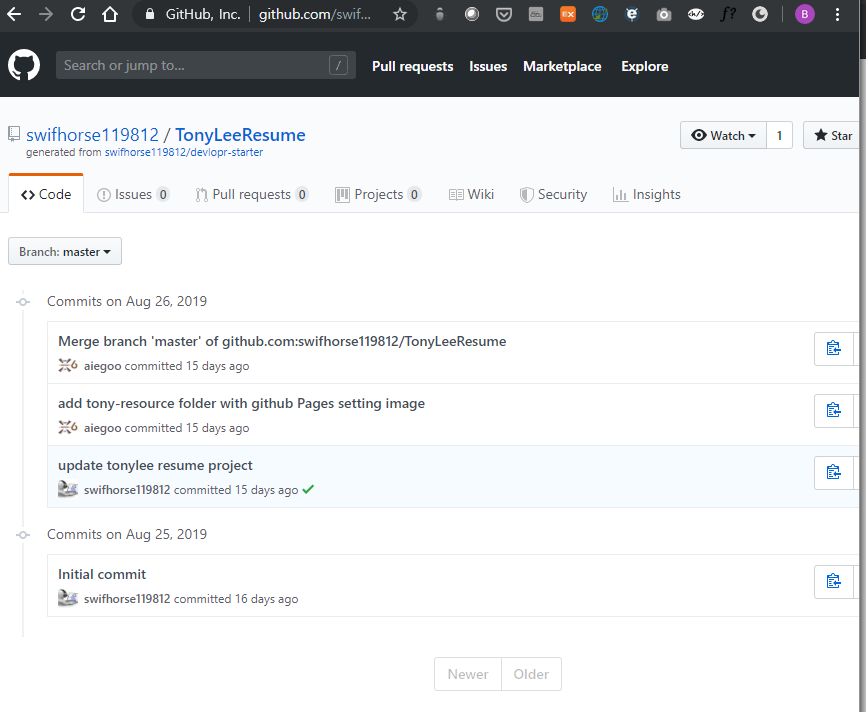 GitHub, Inc. github.com/swif...
EX
f?
B
Search or jump to... /
Pull requests Issues Marketplace Explore
swifhorse119812 / TonyLeeResume
Watch 1 Star
generated from swifhorse119812/devlopr-starter
Code Issues 0 Pull requests 0 Projects 0 Wiki Security Insights
Branch: master
Commits on Aug 26, 2019
Merge branch 'master' of github.com:swifhorse119812/TonyLeeResume
aiegoo committed 15 days ago
add tony-resource folder with github Pages setting image
aiegoo committed 15 days ago
update tonylee resume project
swifhorse119812 committed 15 days ago
Commits on Aug 25, 2019
Initial commit
swifhorse119812 committed 16 days ago
Newer Older